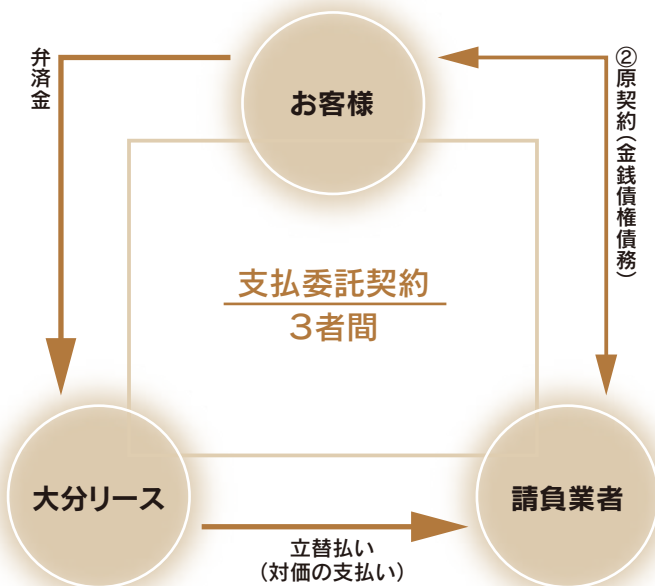 お客様
弁済金
②原契約(金銭債権債務)
支払委託契約
3者間
大分リース
請負業者
立替払い
(対価の支払い)